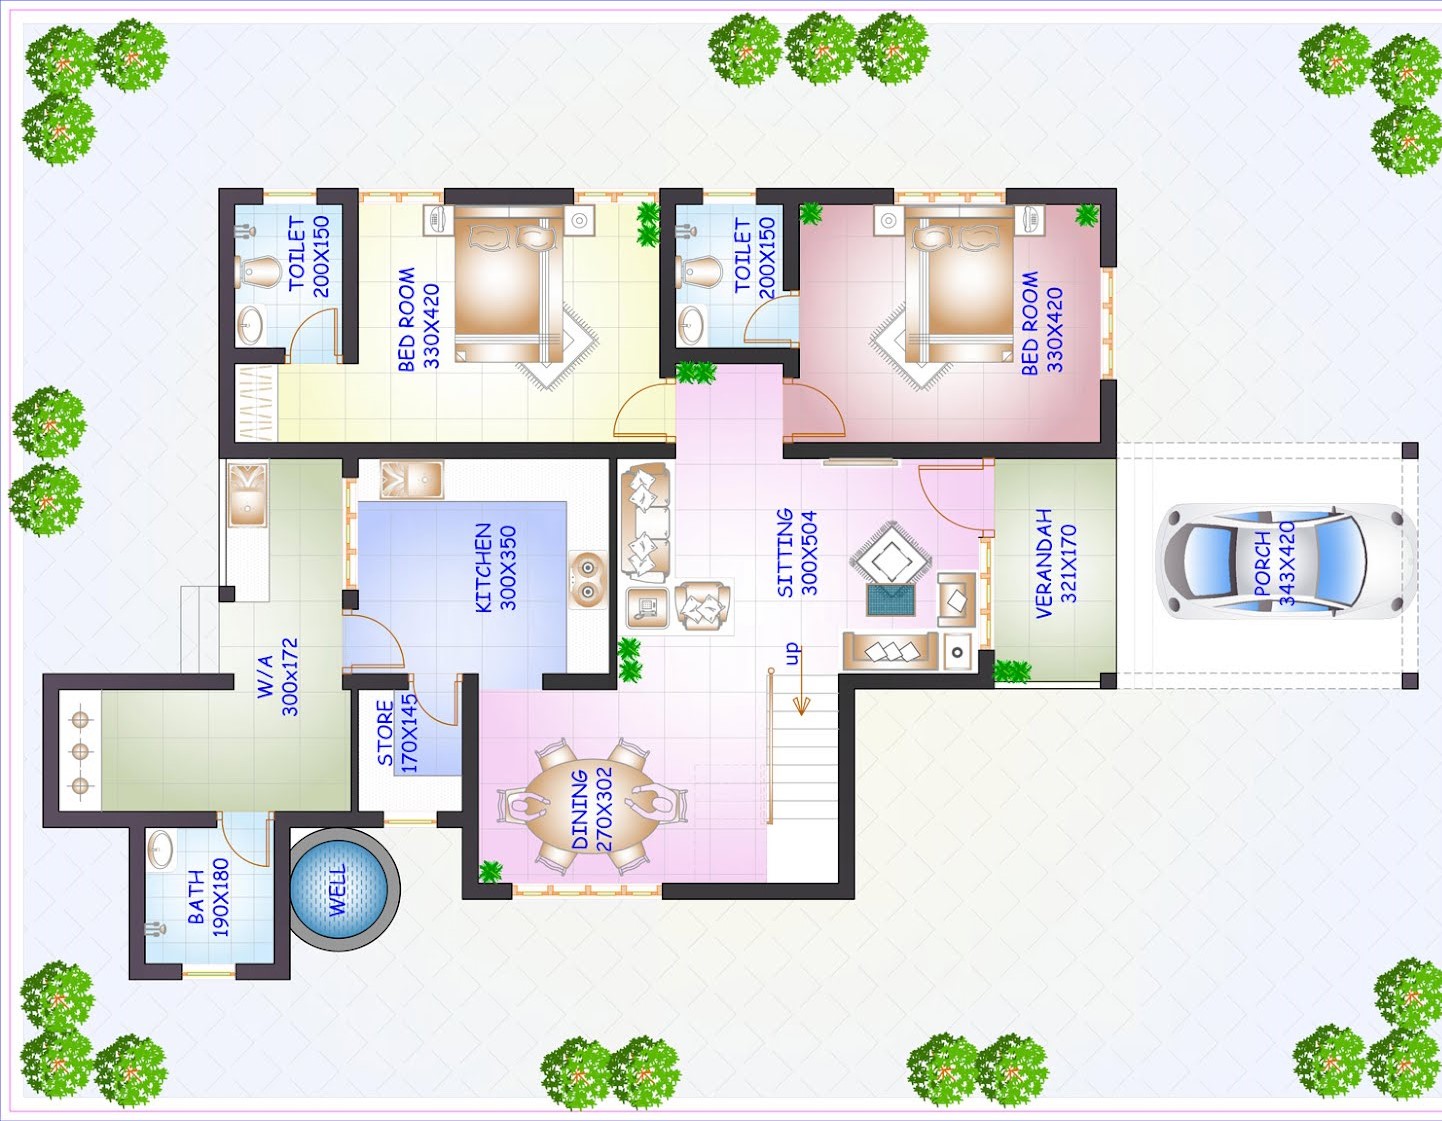 TOILET
200X150
BED ROOM
330X420
TOILET
200X150
BED ROOM
330X420
KITCHEN
300X350
SITTING
300X504
VERANDAH
321X170
PORCH
343X420
W/A
300x172
up
STORE
170X145
DINING
270X302
BATH
190X180
WELL